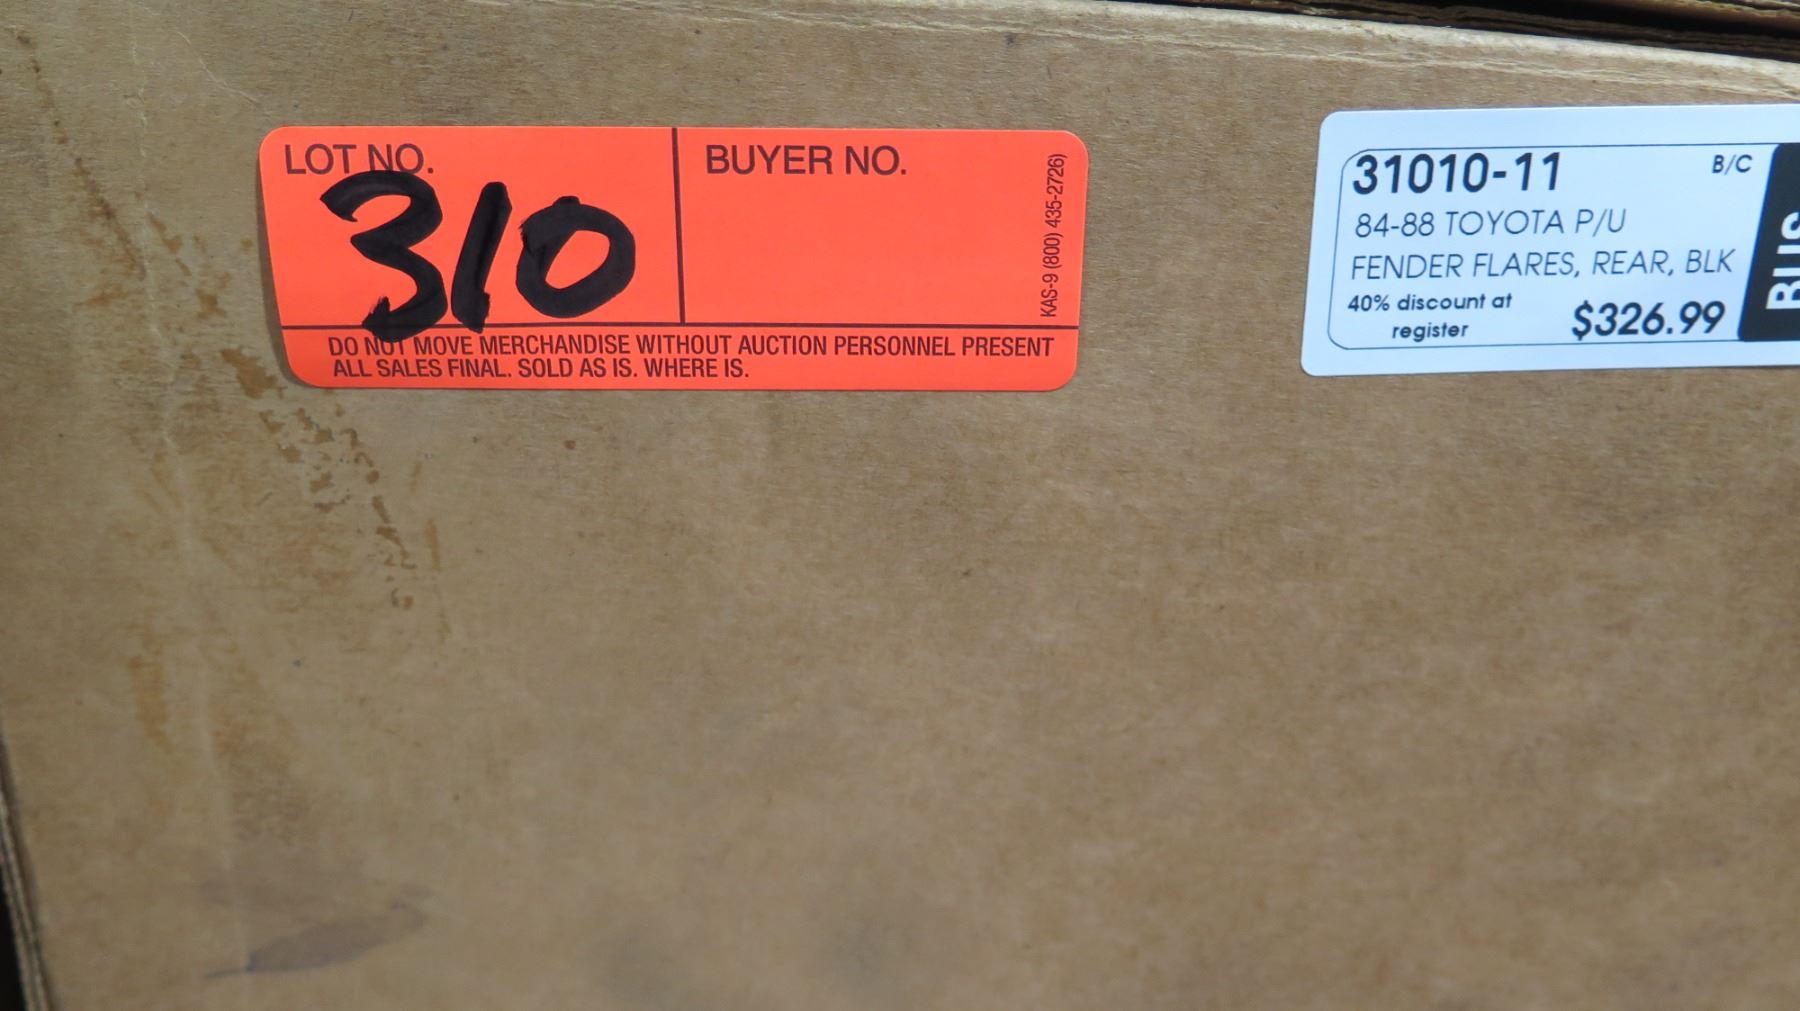 LOT NO.
310
BUYER NO.
KAS-9 (800) 435-2726)
DO NOT MOVE MERCHANDISE WITHOUT AUCTION PERSONNEL PRESENT
ALL SALES FINAL. SOLD AS IS. WHERE IS.
31010-11
B/C
84-88 TOYOTA P/U
FENDER FLARES, REAR, BLK
40% discount at
register
$326.99